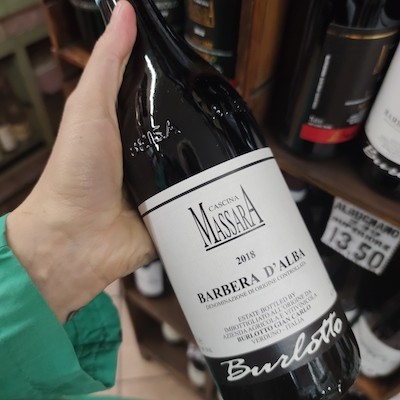 CASCINA
MASSARA
2018
BARBERA D'ALBA
DENOMINAZIONE DI ORIGINE CONTROLLATA
ESTATE BOTTLED BY
IMBOTTIGLIATO ALL'ORIGINE DA
AZIENDA AGRICOLA E VITIVINICOLA
BURLOTTO GIAN CARLO
VERDUNO - ITALIA
Burlotto
ALBUGNANO
13.50